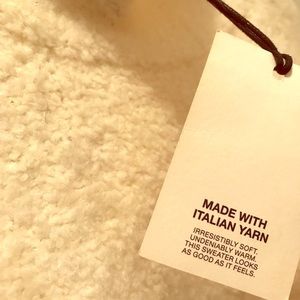 MADE WITH
ITALIAN YARN
IRRESISTIBLY SOFT,
UNDENIABLY WARM.
THIS SWEATER LOOKS
AS GOOD AS IT FEELS.